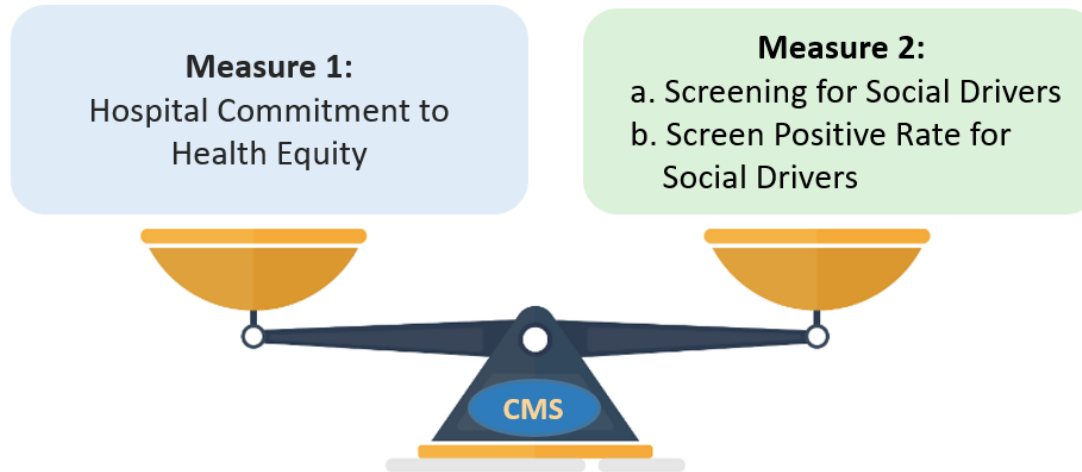 Measure 1:
Hospital Commitment to
Health Equity
Measure 2:
a. Screening for Social Drivers
b. Screen Positive Rate for
Social Drivers
CMS